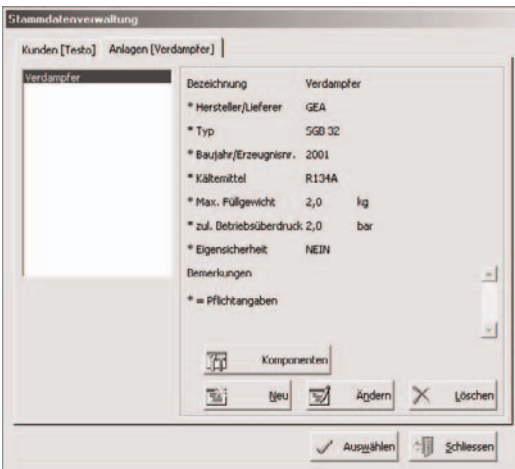 Stammdatenverwaltung
Kunden [Testo] Anlagen [Verdampfer]
Verdampfer
Bezeichnung Verdampfer
* Hersteller/Lieferer GEA
* Typ SGB 32
* Baujahr/Erzeugnisnr. 2001
* Kältemittel R134A
* Max. Füllgewicht 2,0 kg
* zul. Betriebsüberdruck 2,0 bar
* Eigensicherheit NEIN
Bemerkungen
* = Pflichtangaben
Komponenten
Neu Ändern Löschen
Auswählen Schliessen